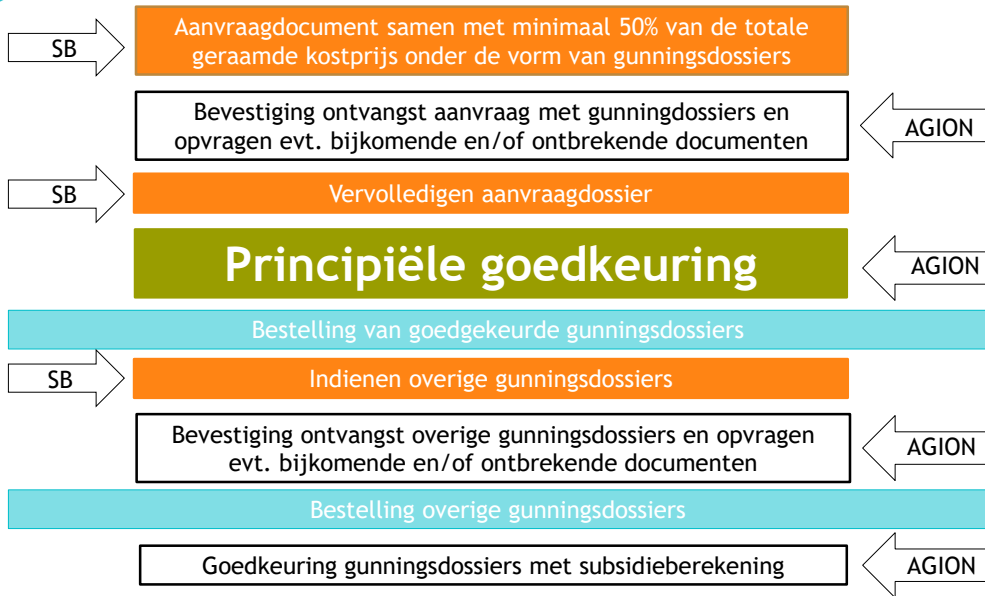 Aanvraagdocument samen met minimaal 50% van de totale
geraamde kostprijs onder de vorm van gunningsdossiers
SB
Bevestiging ontvangst aanvraag met gunningdossiers en
opvragen evt. bijkomende en/of ontbrekende documenten
AGION
SB
Vervolledigen aanvraagdossier
Principiële goedkeuring
AGION
Bestelling van goedgekeurde gunningsdossiers
SB
Indienen overige gunningsdossiers
Bevestiging ontvangst overige gunningsdossiers en opvragen
evt. bijkomende en/of ontbrekende documenten
AGION
Bestelling overige gunningsdossiers
Goedkeuring gunningsdossiers met subsidieberekening
AGION